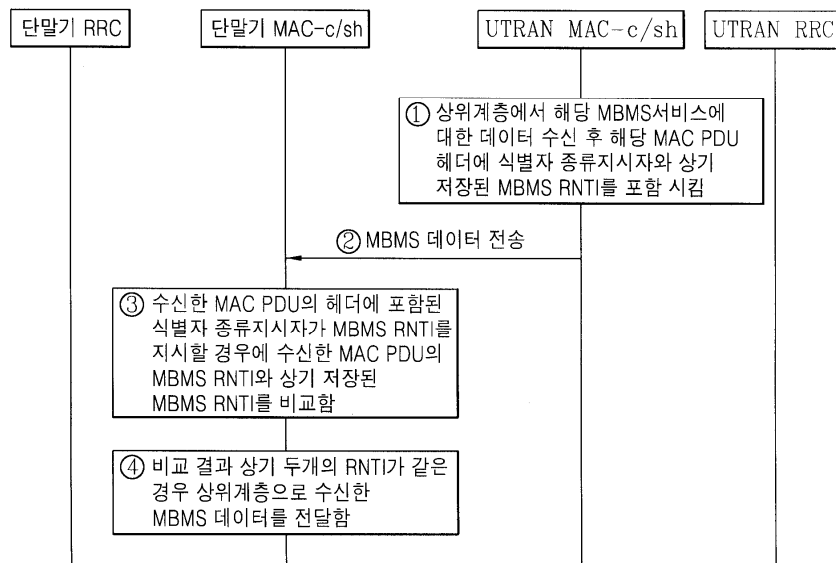 단말기 RRC
단말기 MAC-c/sh
UTRAN MAC-c/sh
UTRAN RRC
① 상위계층에서 해당 MBMS서비스에
대한 데이터 수신 후 해당 MAC PDU
헤더에 식별자 종류지시자와 상기
저장된 MBMS RNTI를 포함 시킴
② MBMS 데이터 전송
③ 수신한 MAC PDU의 헤더에 포함된
식별자 종류지시자가 MBMS RNTI를
지시할 경우에 수신한 MAC PDU의
MBMS RNTI와 상기 저장된
MBMS RNTI를 비교함
④ 비교 결과 상기 두개의 RNTI가 같은
경우 상위계층으로 수신한
MBMS 데이터를 전달함